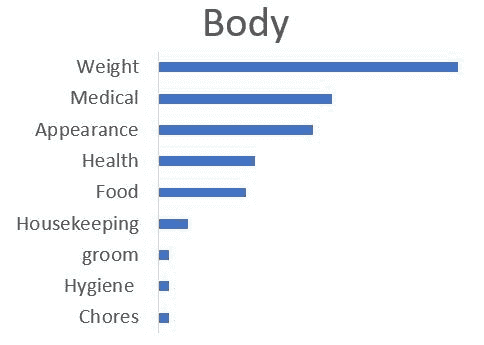 Body
Weight
Medical
Appearance
Health
Food
Housekeeping
groom
Hygiene
Chores